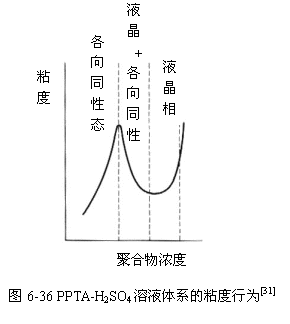 各向同性态
液晶+各向同性
液晶相
粘度
聚合物浓度
图 6-36 PPTA-H₂SO₄溶液体系的粘度行为[31]